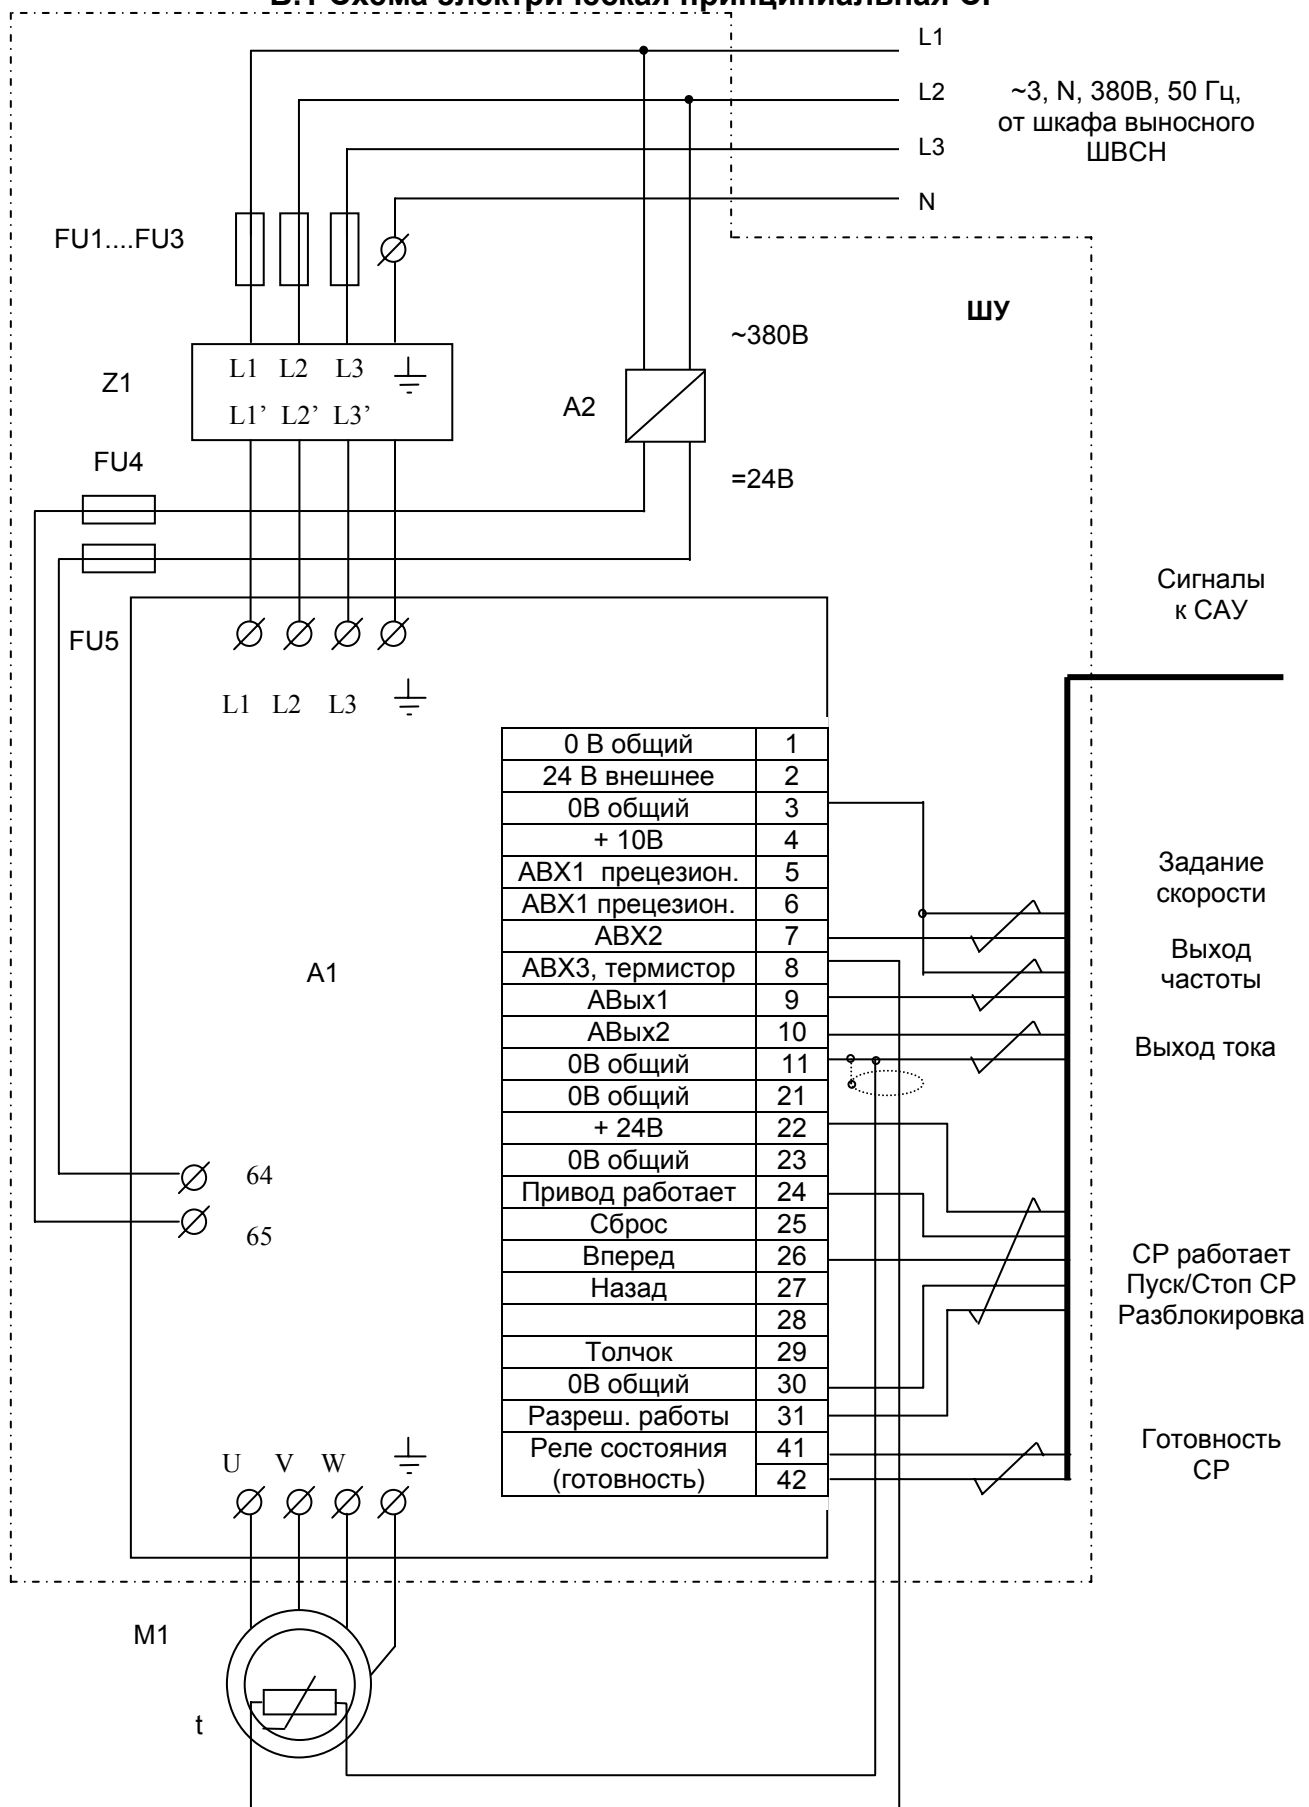 L1
L2
~3, N, 380В, 50 Гц,
от шкафа выносного
ШВСН
L3
N
FU1....FU3
ШУ
~380В
Z1
L1 L2 L3
L1’ L2’ L3’
А2
FU4
=24В
Сигналы
к САУ
FU5
L1 L2 L3
0 В общий 1
24 В внешнее 2
0В общий 3
+ 10В 4
АВХ1 прецезион. 5
АВХ1 прецезион. 6
АВХ2 7
АВХ3, термистор 8
АВых1 9
АВых2 10
0В общий 11
0В общий 21
+ 24В 22
0В общий 23
Привод работает 24
Сброс 25
Вперед 26
Назад 27
28
Толчок 29
0В общий 30
Разреш. работы 31
Реле состояния 41
(готовность) 42
А1
Задание
скорости
Выход
частоты
Выход тока
64
65
СР работает
Пуск/Стоп СР
Разблокировка
Готовность
СР
U V W
М1
t